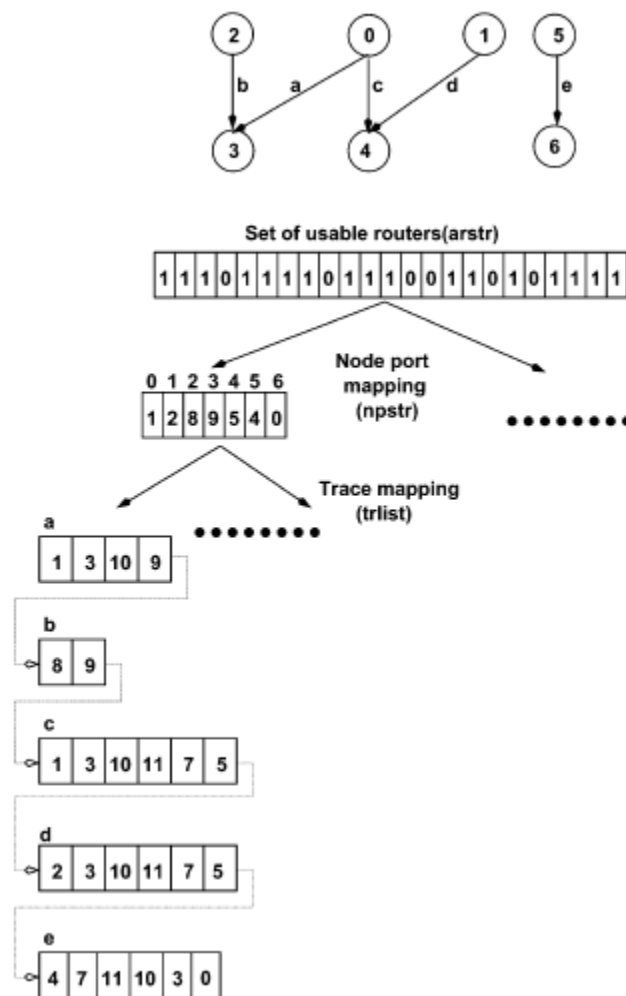 2 0 1 5
b a c d e
3 4 6
Set of usable routers(arstr)
1 1 1 0 1 1 1 1 0 1 1 1 0 0 1 1 0 1 0 1 1 1 1
Node port
mapping
(npstr)
0 1 2 3 4 5 6
1 2 8 9 5 4 0
Trace mapping
(trlist)
a
1 3 10 9
b
8 9
c
1 3 10 11 7 5
d
2 3 10 11 7 5
e
4 7 11 10 3 0